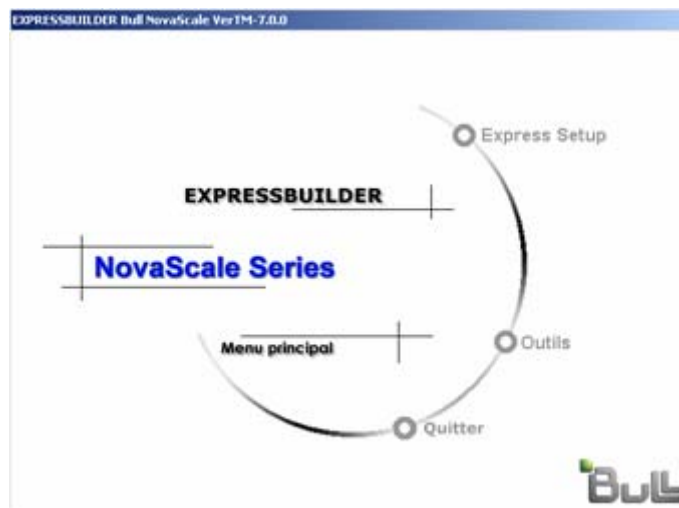 EXPRESSBUILDER Bull NovaScale VerTM-7.0.0
Express Setup
EXPRESSBUILDER
NovaScale Series
Outils
Menu principal
Quitter
Bull